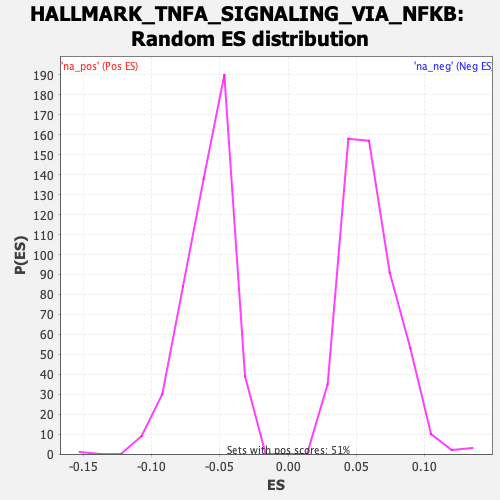 HALLMARK_TNFA_SIGNALING_VIA_NFKB:
Random ES distribution
'na_pos' (Pos ES)
'na_neg' (Neg ES)
190
180
170
160
150
140
130
120
110
100
90
80
70
60
50
40
30
20
10
0
P(ES)
Sets with pos scores: 51%
-0.15 -0.10 -0.05 0.00 0.05 0.10
ES